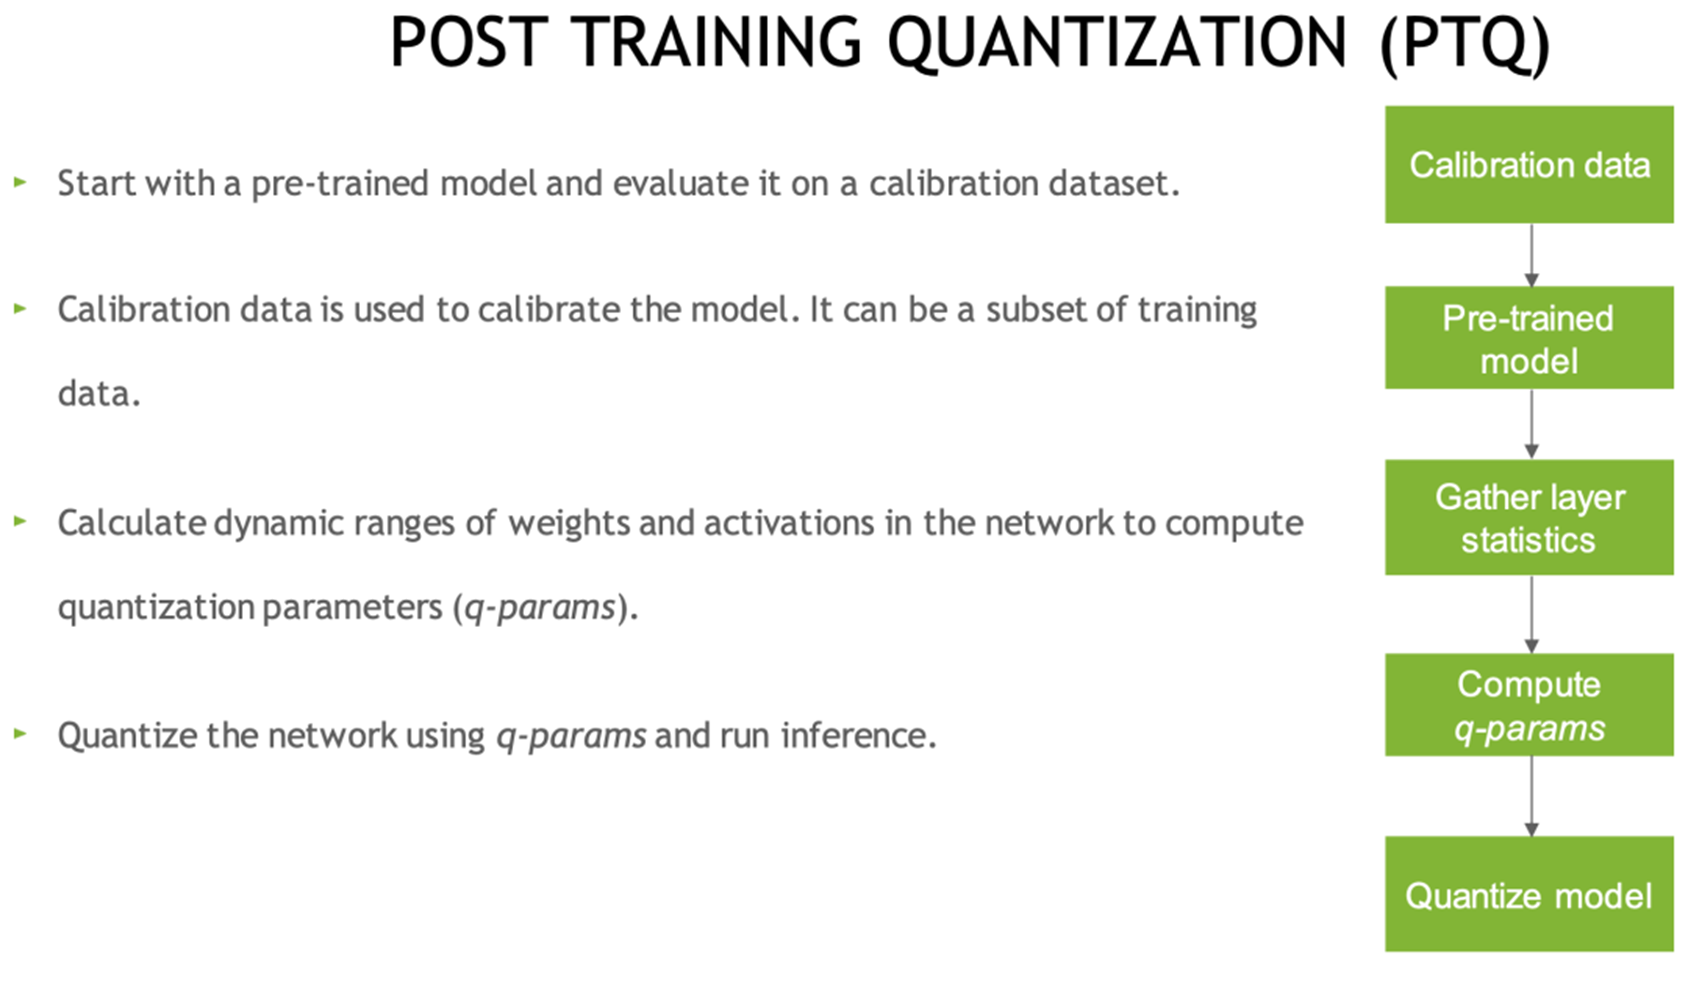 POST TRAINING QUANTIZATION (PTQ)
Start with a pre-trained model and evaluate it on a calibration dataset.
Calibration data is used to calibrate the model. It can be a subset of training
data.
Calculate dynamic ranges of weights and activations in the network to compute
quantization parameters (q-params).
Quantize the network using q-params and run inference.
Calibration data
Pre-trained
model
Gather layer
statistics
Compute
q-params
Quantize model